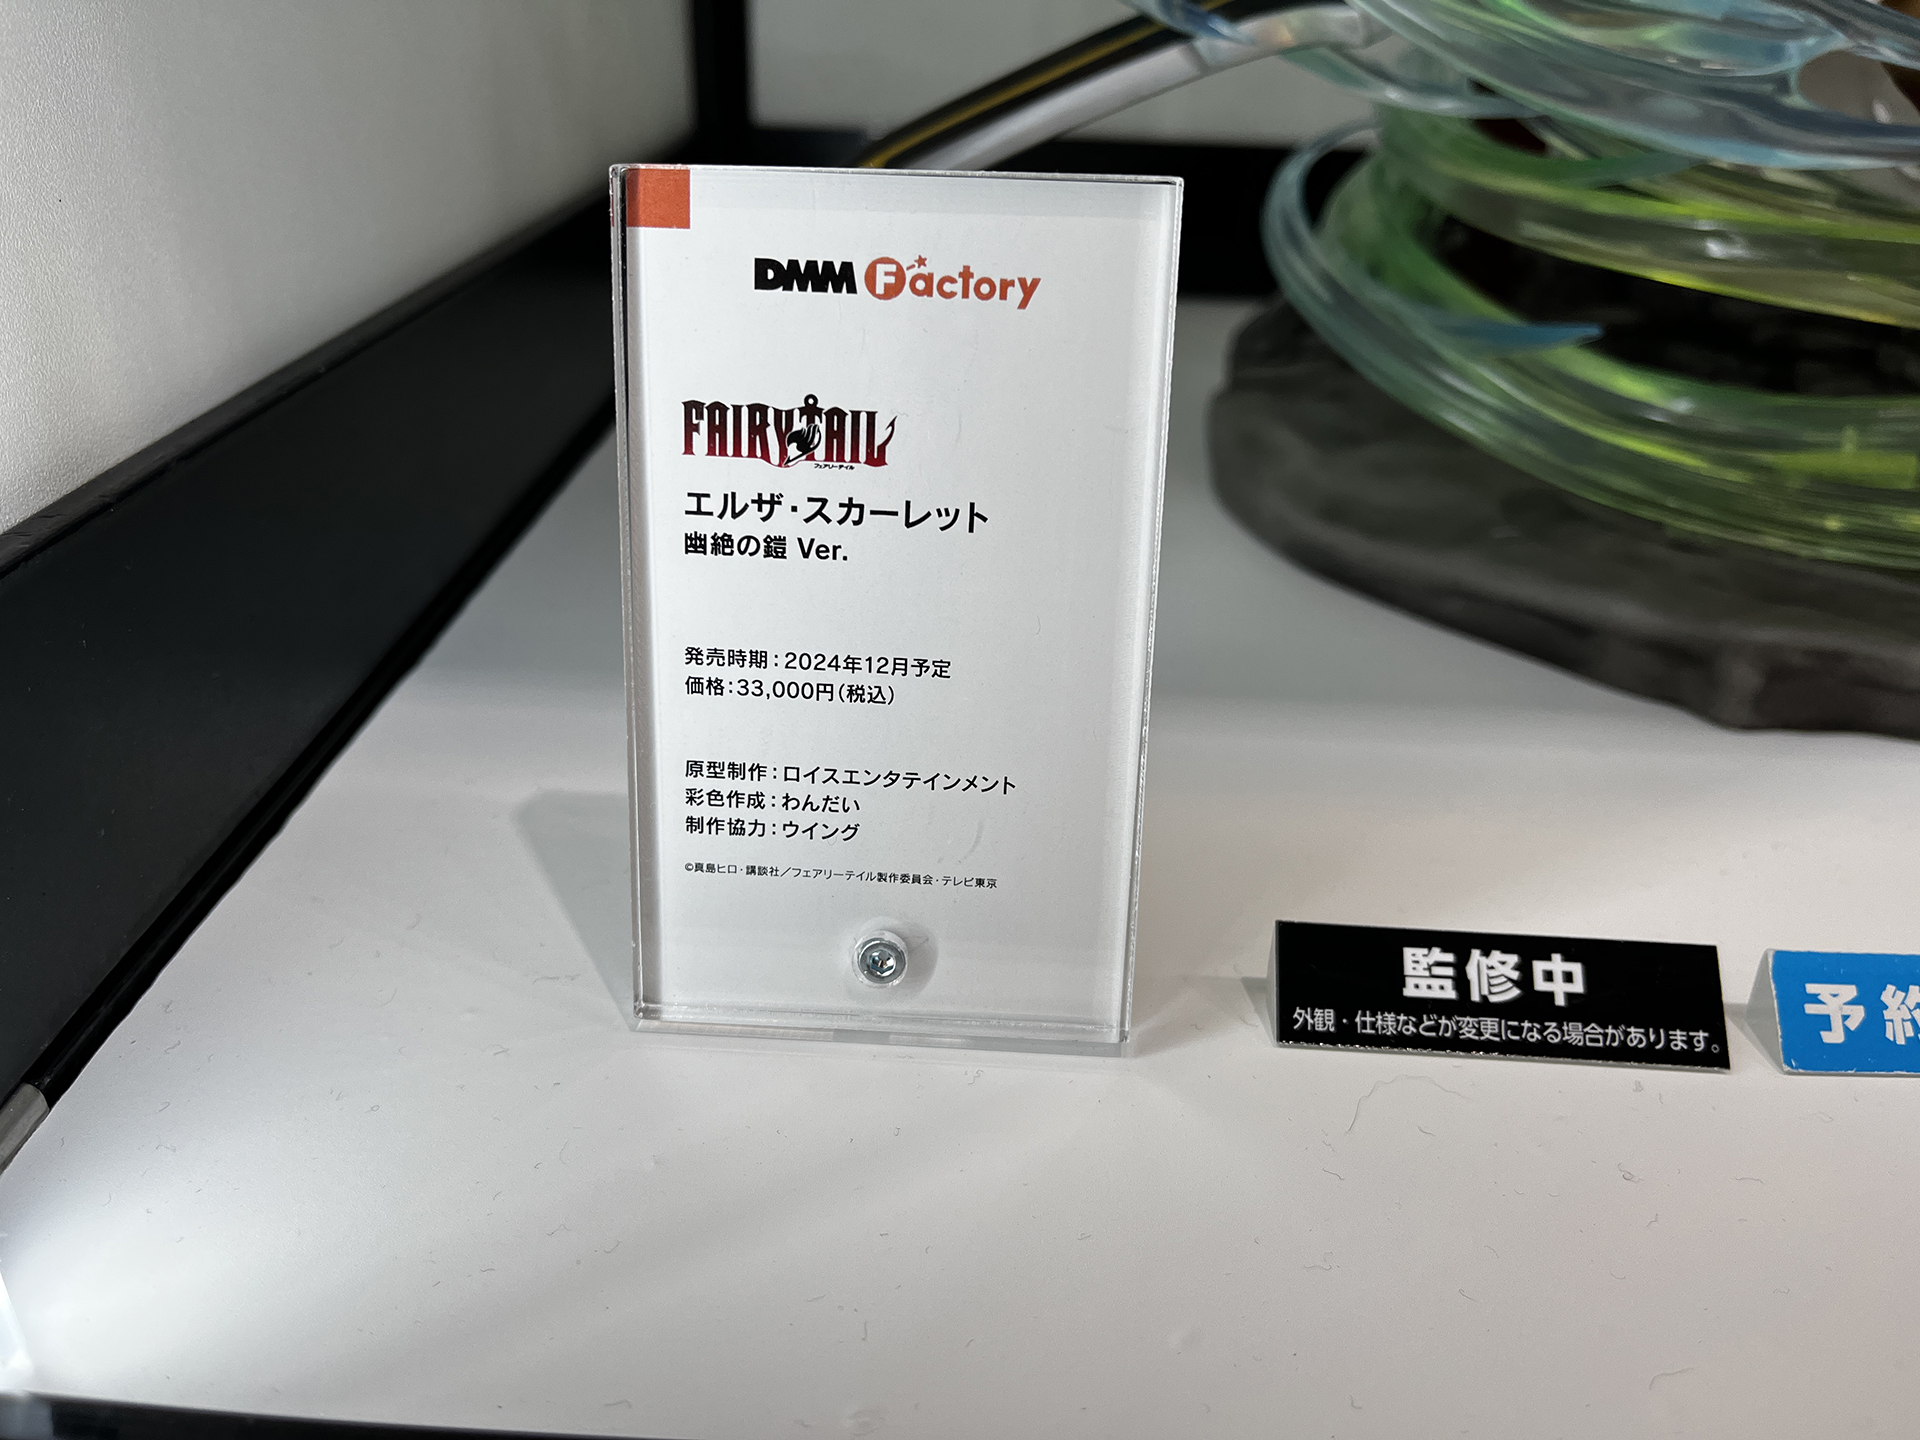 DMM Factory
FAIRY TAIL
フェアリーテイル
エルザ・スカーレット
幽絶の鎧 Ver.
発売時期：2024年12月予定
価格：33,000円（税込）
原型制作：ロイスエンタテインメント
彩色作成：わんだい
制作協力：ウイング
©真島ヒロ・講談社／フェアリーテイル製作委員会・テレビ東京
監修中
外観・仕様などが変更になる場合があります。
予約